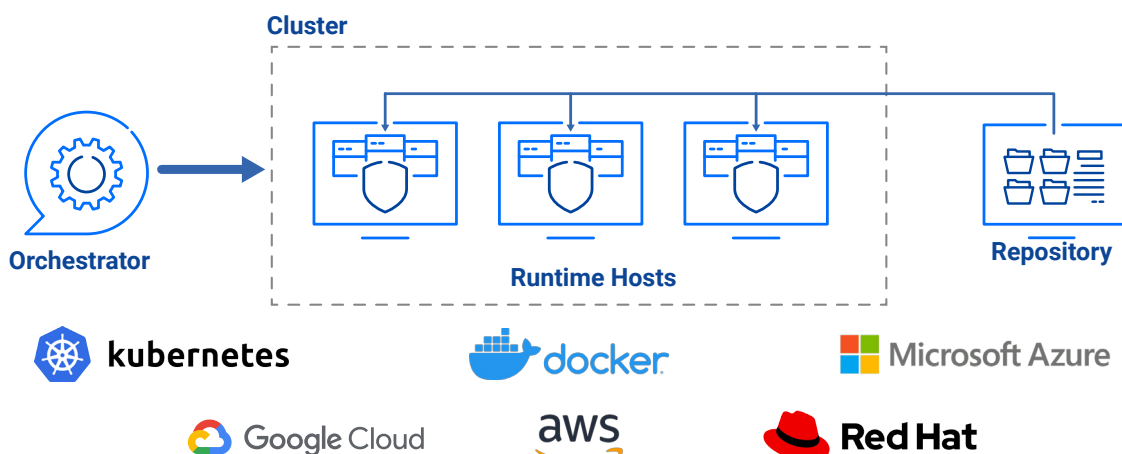 Cluster
Orchestrator
Runtime Hosts
Repository
kubernetes
docker
Microsoft Azure
Google Cloud
aws
Red Hat